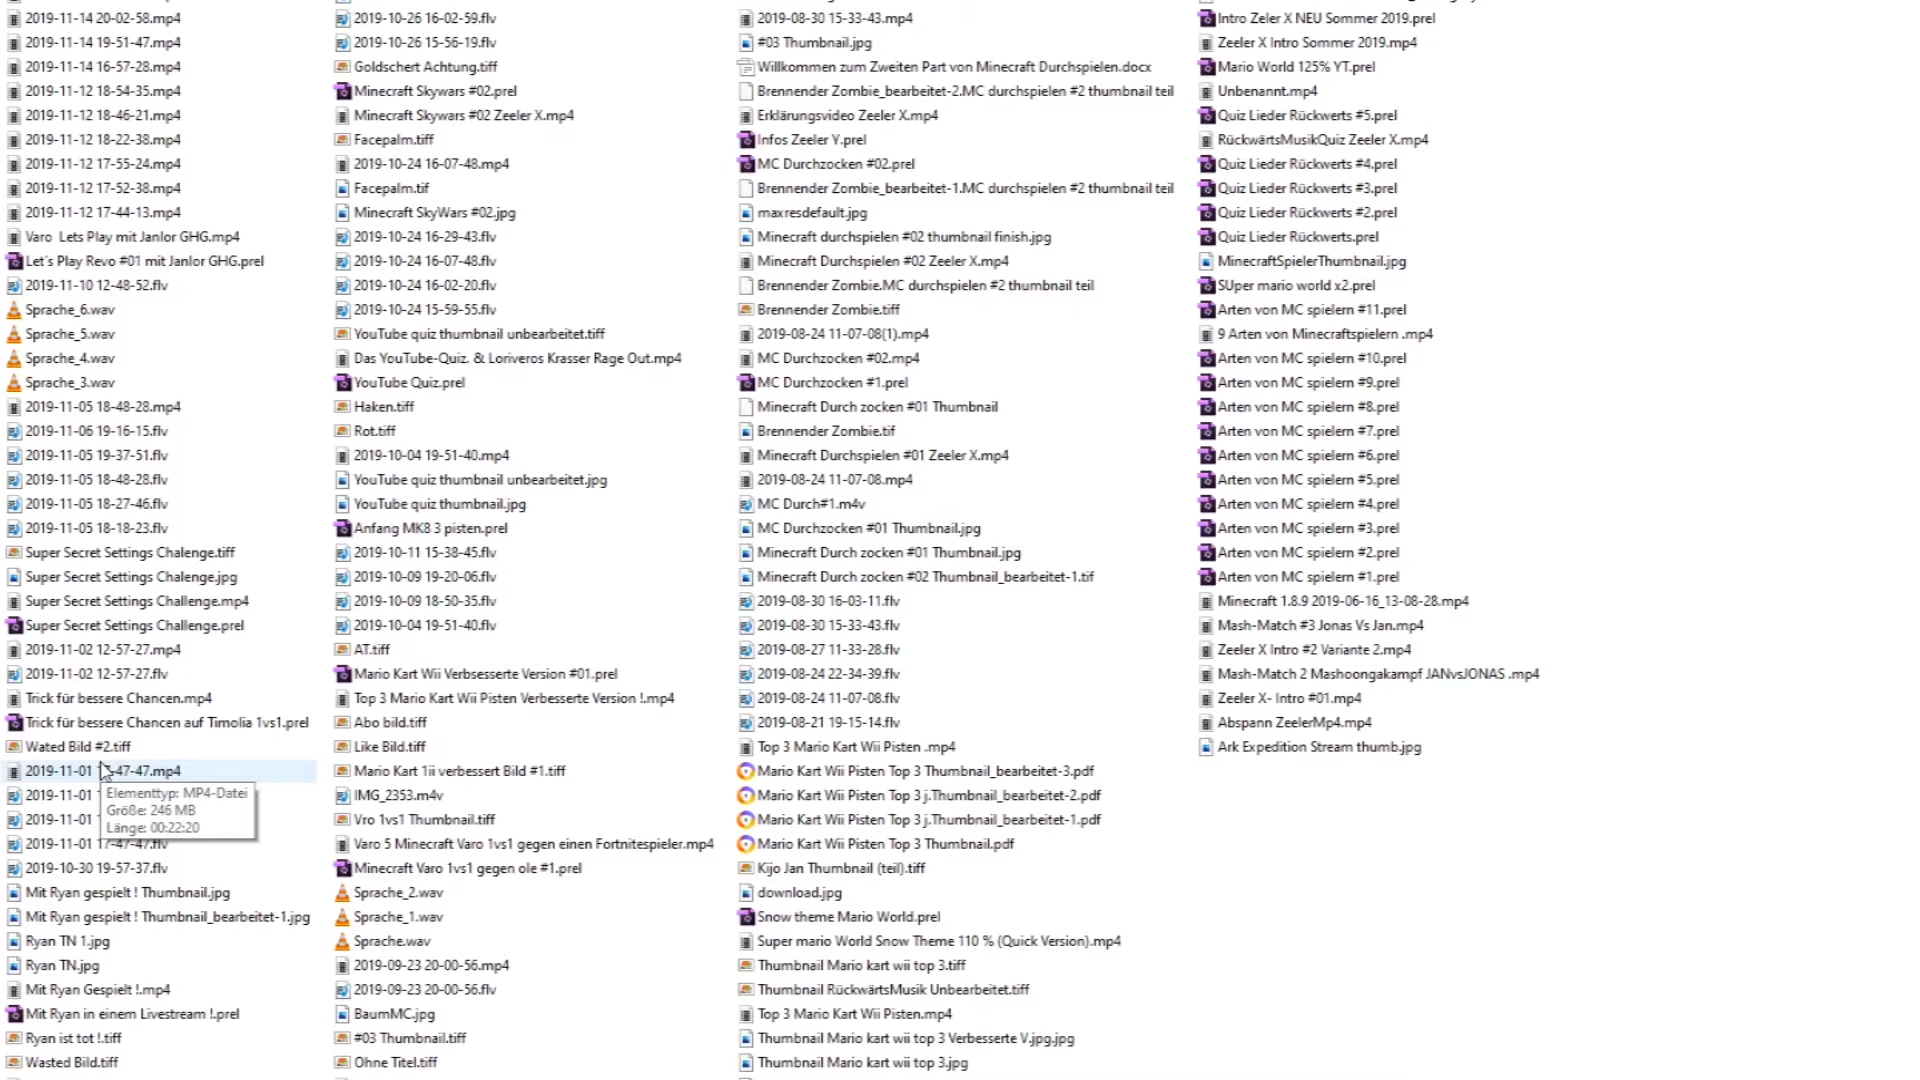 2019-11-14 20-02-58.mp4
2019-11-14 19-51-47.mp4
2019-11-14 16-57-28.mp4
2019-11-12 18-54-35.mp4
2019-11-12 18-46-21.mp4
2019-11-12 18-22-38.mp4
2019-11-12 17-55-24.mp4
2019-11-12 17-52-38.mp4
2019-11-12 17-44-13.mp4
Varo Lets Play mit Janlor GHG.mp4
Let´s Play Revo #01 mit Janlor GHG.prel
2019-11-10 12-48-52.flv
Sprache_6.wav
Sprache_5.wav
Sprache_4.wav
Sprache_3.wav
2019-11-05 18-48-28.mp4
2019-11-06 19-16-15.flv
2019-11-05 19-37-51.flv
2019-11-05 18-48-28.flv
2019-11-05 18-27-46.flv
2019-11-05 18-18-23.flv
Super Secret Settings Chalenge.tiff
Super Secret Settings Chalenge.jpg
Super Secret Settings Challenge.mp4
Super Secret Settings Challenge.prel
2019-11-02 12-57-27.mp4
2019-11-02 12-57-27.flv
Trick für bessere Chancen.mp4
Trick für bessere Chancen auf Timolia 1vs1.prel
Wated Bild #2.tiff
2019-11-01 -47-47.mp4
2019-11-01
Elementtyp: MP4-Datei
Größe: 246 MB
2019-11-01
Länge: 00:22:20
2019-11-01 17-47-47.flv
2019-10-30 19-57-37.flv
Mit Ryan gespielt ! Thumbnail.jpg
Mit Ryan gespielt ! Thumbnail_bearbeitet-1.jpg
Ryan TN 1.jpg
Ryan TN.jpg
Mit Ryan Gespielt !.mp4
Mit Ryan in einem Livestream !.prel
Ryan ist tot !.tiff
Wasted Bild.tiff
2019-10-26 16-02-59.flv
2019-10-26 15-56-19.flv
Goldschert Achtung.tiff
Minecraft Skywars #02.prel
Minecraft Skywars #02 Zeeler X.mp4
Facepalm.tiff
2019-10-24 16-07-48.mp4
Facepalm.tif
Minecraft SkyWars #02.jpg
2019-10-24 16-29-43.flv
2019-10-24 16-07-48.flv
2019-10-24 16-02-20.flv
2019-10-24 15-59-55.flv
YouTube quiz thumbnail unbearbeitet.tiff
Das YouTube-Quiz. & Loriveros Krasser Rage Out.mp4
YouTube Quiz.prel
Haken.tiff
Rot.tiff
2019-10-04 19-51-40.mp4
YouTube quiz thumbnail unbearbeitet.jpg
YouTube quiz thumbnail.jpg
Anfang MK8 3 pisten.prel
2019-10-11 15-38-45.flv
2019-10-09 19-20-06.flv
2019-10-09 18-50-35.flv
2019-10-04 19-51-40.flv
AT.tiff
Mario Kart Wii Verbsesserte Version #01.prel
Top 3 Mario Kart Wii Pisten Verbesserte Version !.mp4
Abo bild.tiff
Like Bild.tiff
Mario Kart 1ii verbessert Bild #1.tiff
IMG_2353.m4v
Vro 1vs1 Thumbnail.tiff
Varo 5 Minecraft Varo 1vs1 gegen einen Fortnitespieler.mp4
Minecraft Varo 1vs1 gegen ole #1.prel
Sprache_2.wav
Sprache_1.wav
Sprache.wav
2019-09-23 20-00-56.mp4
2019-09-23 20-00-56.flv
BaumMC.jpg
#03 Thumbnail.tiff
Ohne Titel.tiff
2019-08-30 15-33-43.mp4
#03 Thumbnail.jpg
Willkommen zum Zweiten Part von Minecraft Durchspielen.docx
Brennender Zombie_bearbeitet-2.MC durchspielen #2 thumbnail teil
Erklärungsvideo Zeeler X.mp4
Infos Zeeler Y.prel
MC Durchzocken #02.prel
Brennender Zombie_bearbeitet-1.MC durchspielen #2 thumbnail teil
maxresdefault.jpg
Minecraft durchspielen #02 thumbnail finish.jpg
Minecraft Durchspielen #02 Zeeler X.mp4
Brennender Zombie.MC durchspielen #2 thumbnail teil
Brennender Zombie.tiff
2019-08-24 11-07-08(1).mp4
MC Durchzocken #02.mp4
MC Durchzocken #1.prel
Minecraft Durch zocken #01 Thumbnail
Brennender Zombie.tif
Minecraft Durchspielen #01 Zeeler X.mp4
2019-08-24 11-07-08.mp4
MC Durch#1.m4v
MC Durchzocken #01 Thumbnail.jpg
Minecraft Durch zocken #01 Thumbnail.jpg
Minecraft Durch zocken #02 Thumbnail_bearbeitet-1.tif
2019-08-30 16-03-11.flv
2019-08-30 15-33-43.flv
2019-08-27 11-33-28.flv
2019-08-24 22-34-39.flv
2019-08-24 11-07-08.flv
2019-08-21 19-15-14.flv
Top 3 Mario Kart Wii Pisten .mp4
Mario Kart Wii Pisten Top 3 Thumbnail_bearbeitet-3.pdf
Mario Kart Wii Pisten Top 3 j.Thumbnail_bearbeitet-2.pdf
Mario Kart Wii Pisten Top 3 j.Thumbnail_bearbeitet-1.pdf
Mario Kart Wii Pisten Top 3 Thumbnail.pdf
Kijo Jan Thumbnail (teil).tiff
download.jpg
Snow theme Mario World.prel
Super mario World Snow Theme 110 % (Quick Version).mp4
Thumbnail Mario kart wii top 3.tiff
Thumbnail RückwärtsMusik Unbearbeitet.tiff
Top 3 Mario Kart Wii Pisten.mp4
Thumbnail Mario kart wii top 3 Verbesserte V.jpg.jpg
Thumbnail Mario kart wii top 3.jpg
Intro Zeler X NEU Sommer 2019.prel
Zeeler X Intro Sommer 2019.mp4
Mario World 125% YT.prel
Unbenannt.mp4
Quiz Lieder Rückwerts #5.prel
RückwärtsMusikQuiz Zeeler X.mp4
Quiz Lieder Rückwerts #4.prel
Quiz Lieder Rückwerts #3.prel
Quiz Lieder Rückwerts #2.prel
Quiz Lieder Rückwerts.prel
MinecraftSpielerThumbnail.jpg
SUper mario world x2.prel
Arten von MC spielern #11.prel
9 Arten von Minecraftspielern .mp4
Arten von MC spielern #10.prel
Arten von MC spielern #9.prel
Arten von MC spielern #8.prel
Arten von MC spielern #7.prel
Arten von MC spielern #6.prel
Arten von MC spielern #5.prel
Arten von MC spielern #4.prel
Arten von MC spielern #3.prel
Arten von MC spielern #2.prel
Arten von MC spielern #1.prel
Minecraft 1.8.9 2019-06-16_13-08-28.mp4
Mash-Match #3 Jonas Vs Jan.mp4
Zeeler X Intro #2 Variante 2.mp4
Mash-Match 2 Mashoongakampf JANvsJONAS .mp4
Zeeler X- Intro #01.mp4
Abspann ZeelerMp4.mp4
Ark Expedition Stream thumb.jpg